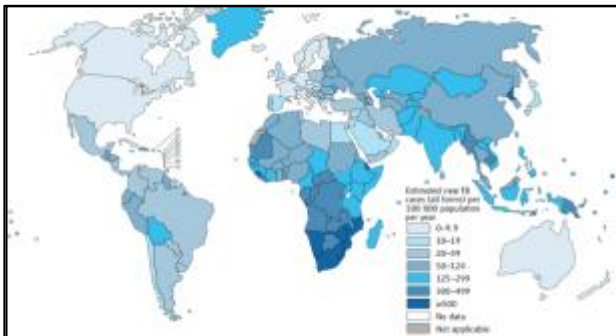 Estimated new TB
cases (all forms) per
100 000 population
per year
0–9.9
10–19
20–49
50–124
125–299
300–499
≥500
No data
Not applicable